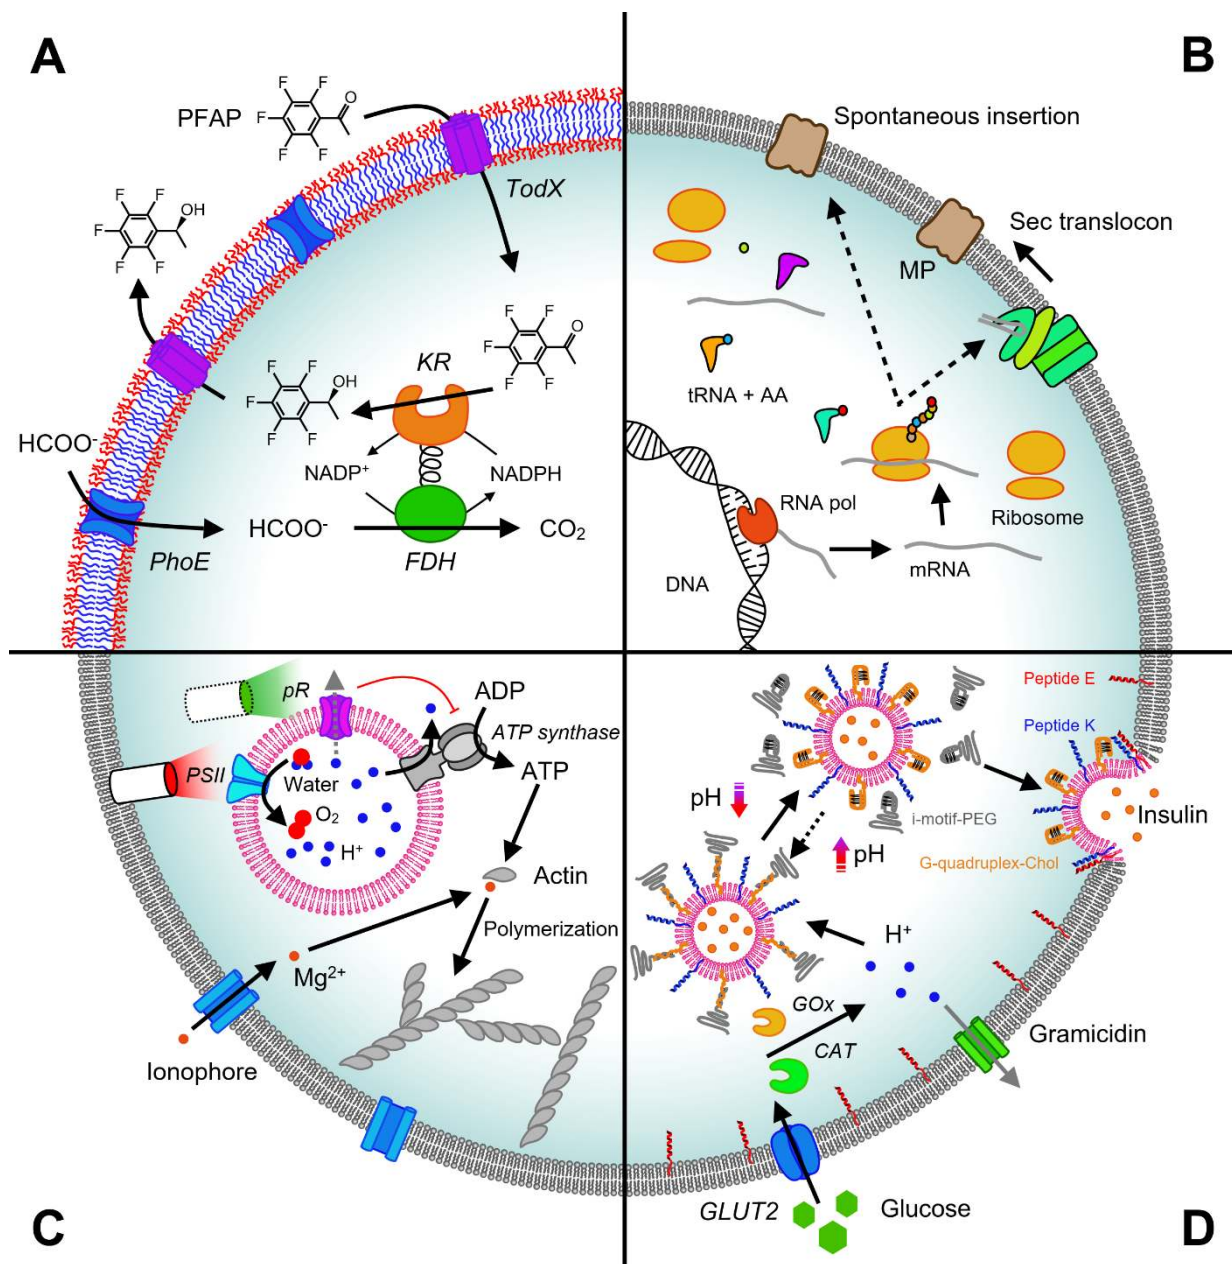 A
PFAP
F
F
F
F
F
O
TodX
F
F
F
F
F
OH
F
F
F
F
F
O
KR
F
F
F
F
F
OH
HCOO-
NADP+
NADPH
HCOO-
CO2
PhoE
FDH
B
Spontaneous insertion
Sec translocon
MP
tRNA + AA
RNA pol
Ribosome
mRNA
DNA
pR
ADP
ATP synthase
PSII
Water
ATP
O2
H+
Actin
Polymerization
Mg2+
Ionophore
C
Peptide E
Peptide K
pH
i-motif-PEG
Insulin
pH
G-quadruplex-Chol
H+
GOx
CAT
Gramicidin
GLUT2
Glucose
D